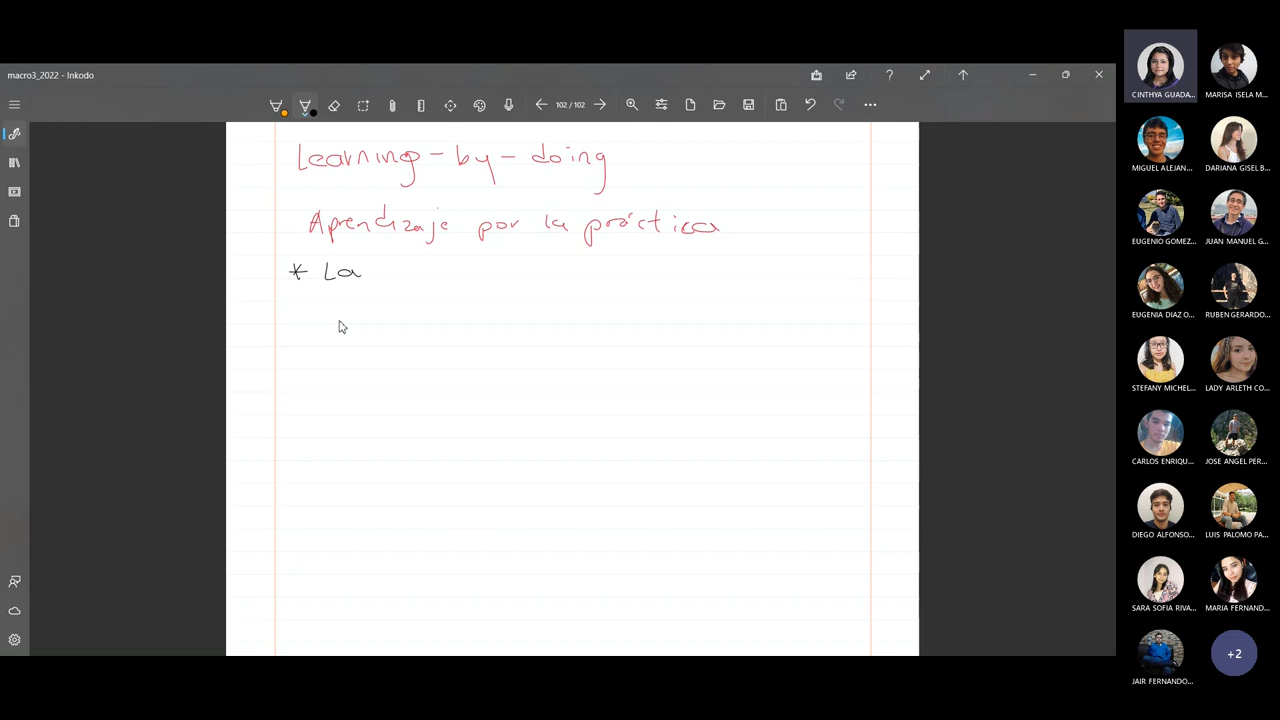 macro3_2022 - Inkodo
102 / 102
Learning-by-doing
Aprendizaje por la práctica
* La
CINTHYA GUADA...
MARISA ISELA M...
MIGUEL ALEJAN...
DARIANA GISEL B...
EUGENIO GOMEZ...
JUAN MANUEL G...
EUGENIA DIAZ O...
RUBEN GERARDO...
STEFANY MICHEL...
LADY ARLETH CO...
CARLOS ENRIQU...
JOSE ANGEL PER...
DIEGO ALFONSO...
LUIS PALOMO PA...
SARA SOFIA RIVA...
MARIA FERNAND...
JAIR FERNANDO...
+2